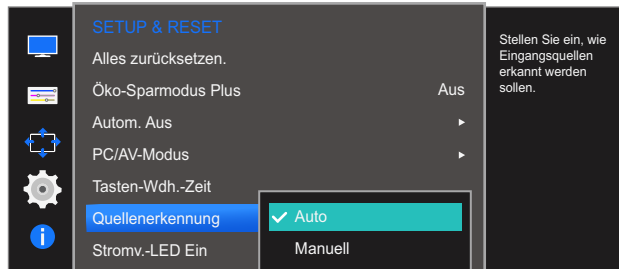 SETUP & RESET
Alles zurücksetzen.
Öko-Sparmodus Plus Aus
Autom. Aus
PC/AV-Modus
Tasten-Wdh.-Zeit
Quellenerkennung Auto
Stromv.-LED Ein Manuell
Stellen Sie ein, wie
Eingangsquellen
erkannt werden
sollen.